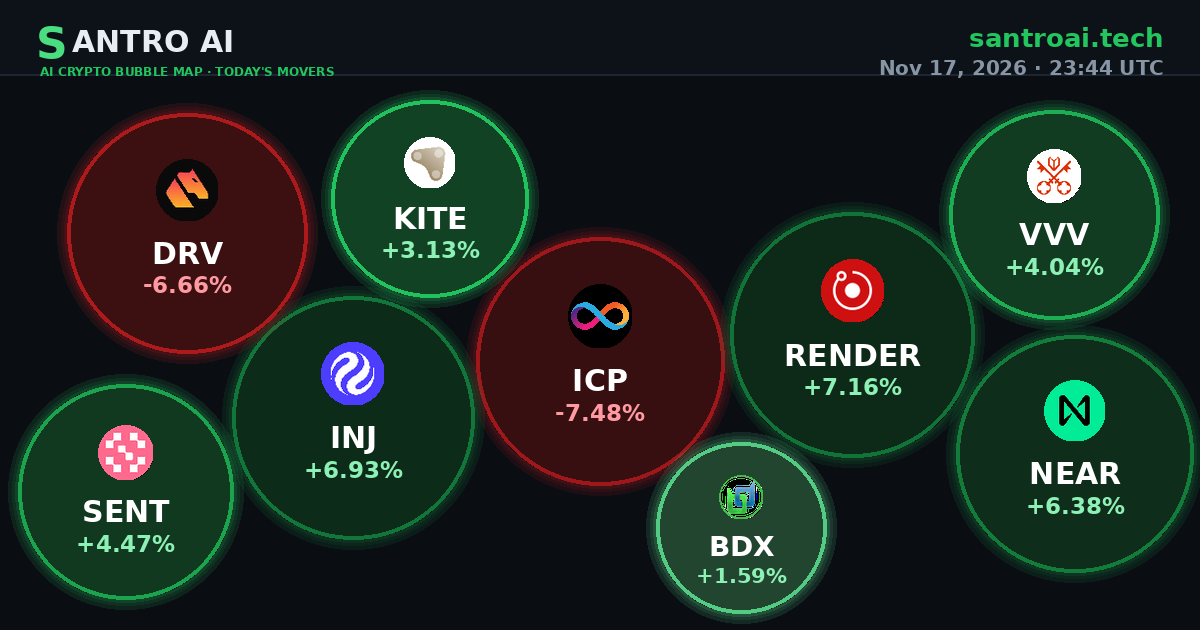 SANTRO AI
AI CRYPTO BUBBLE MAP · TODAY'S MOVERS
santroai.tech
Nov 17, 2026 · 23:44 UTC
DRV
-6.66%
KITE
+3.13%
VVV
+4.04%
RENDER
+7.16%
ICP
-7.48%
INJ
+6.93%
NEAR
+6.38%
SENT
+4.47%
BDX
+1.59%